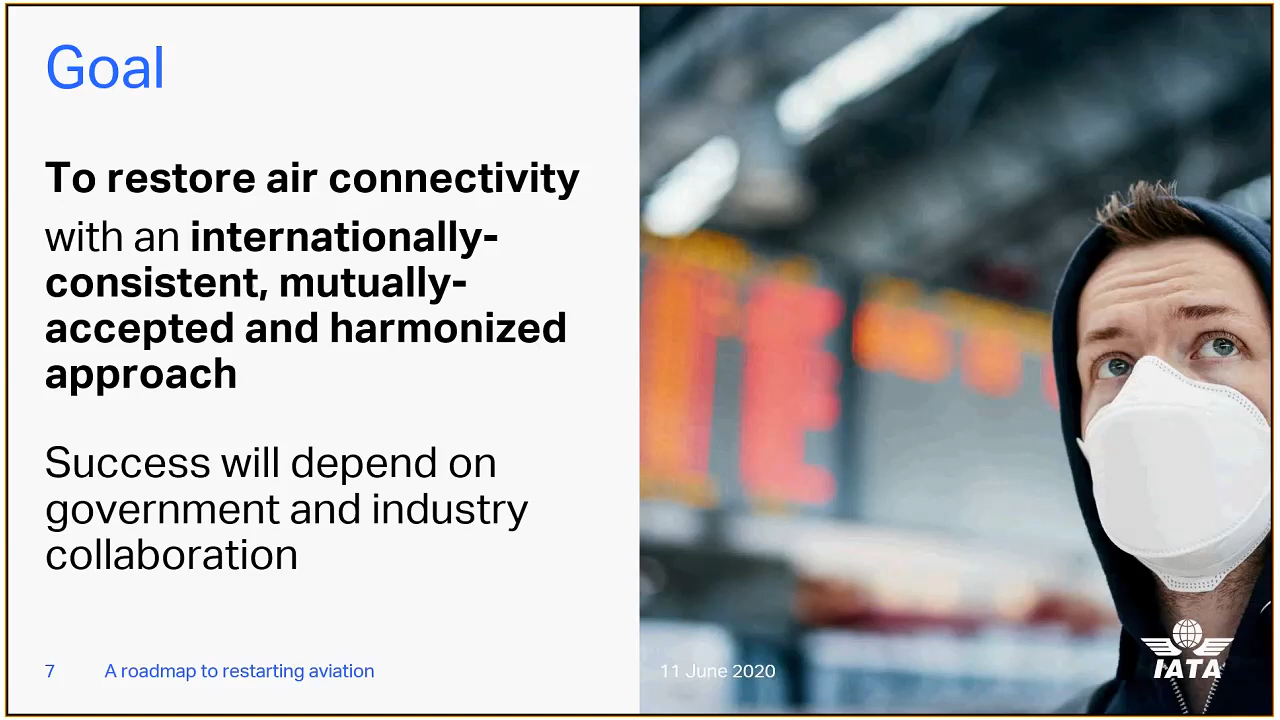 Goal
To restore air connectivity
with an internationally-
consistent, mutually-
accepted and harmonized
approach
Success will depend on
government and industry
collaboration
7 A roadmap to restarting aviation
11 June 2020
IATA